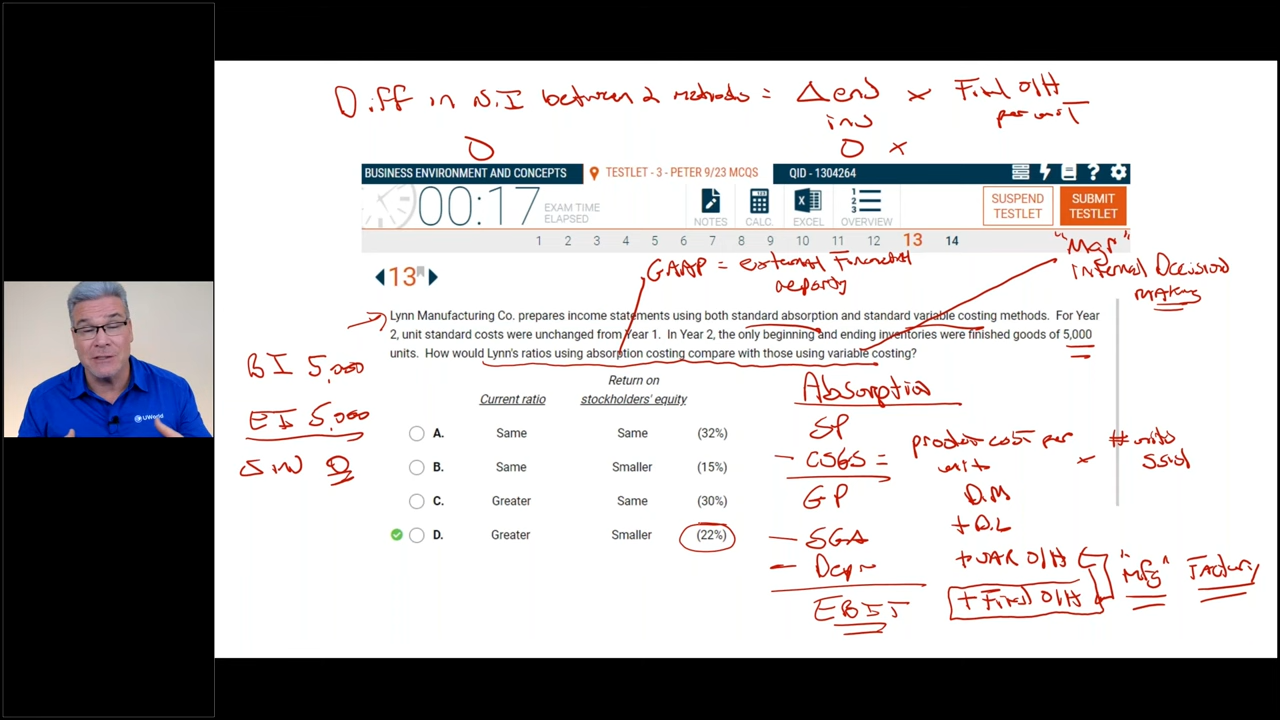 Diff in N.I between 2 methods = Δ end inv × Fixed O/H per unit
0 0 ×
BUSINESS ENVIRONMENT AND CONCEPTS TESTLET - 3 - PETER 9/23 MCQS QID - 1304264
00:17 EXAM TIME ELAPSED
NOTES CALC. EXCEL OVERVIEW
SUSPEND TESTLET
SUBMIT TESTLET
1 2 3 4 5 6 7 8 9 10 11 12 13 14
"Mgr"
Internal Decision
Making
GAAP = external Financial
reporting
13
Lynn Manufacturing Co. prepares income statements using both standard absorption and standard variable costing methods. For Year
2, unit standard costs were unchanged from Year 1. In Year 2, the only beginning and ending inventories were finished goods of 5,000
units. How would Lynn's ratios using absorption costing compare with those using variable costing?
BI 5,000
EI 5,000
Δ inv 0
UWorld
Return on
Current ratio stockholders' equity
A. Same Same (32%)
B. Same Smaller (15%)
C. Greater Same (30%)
D. Greater Smaller (22%)
Absorption
SP
- CGS =
GP
- SGA
- Depr
EBIT
product cost per
unit
× # units
sold
D.M
+ D.L
+ VAR O/H
+ Fixed O/H
"Mfg" Factory